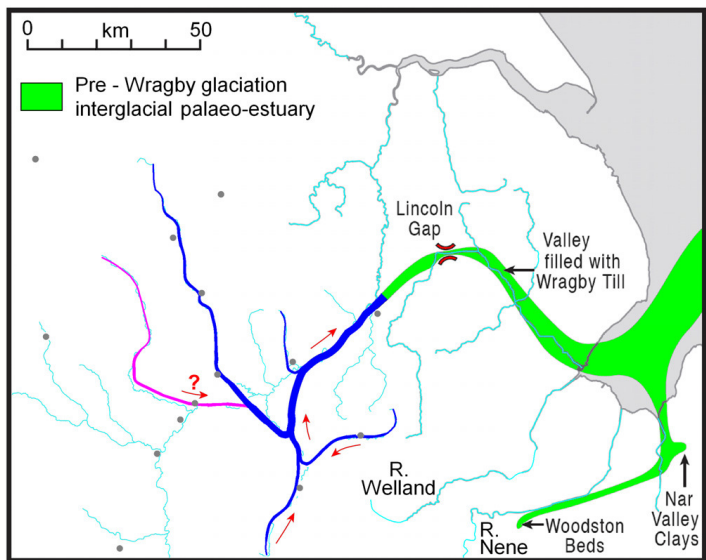 0 km 50
Pre - Wragby glaciation
interglacial palaeo-estuary
Lincoln
Gap
Valley
filled with
Wragby Till
?
R.
Welland
R.
Nene
Woodston
Beds
Nar
Valley
Clays